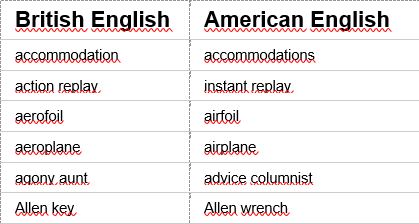 British English American English
accommodation accommodations
action replay instant replay
aerofoil airfoil
aeroplane airplane
agony aunt advice columnist
Allen key Allen wrench